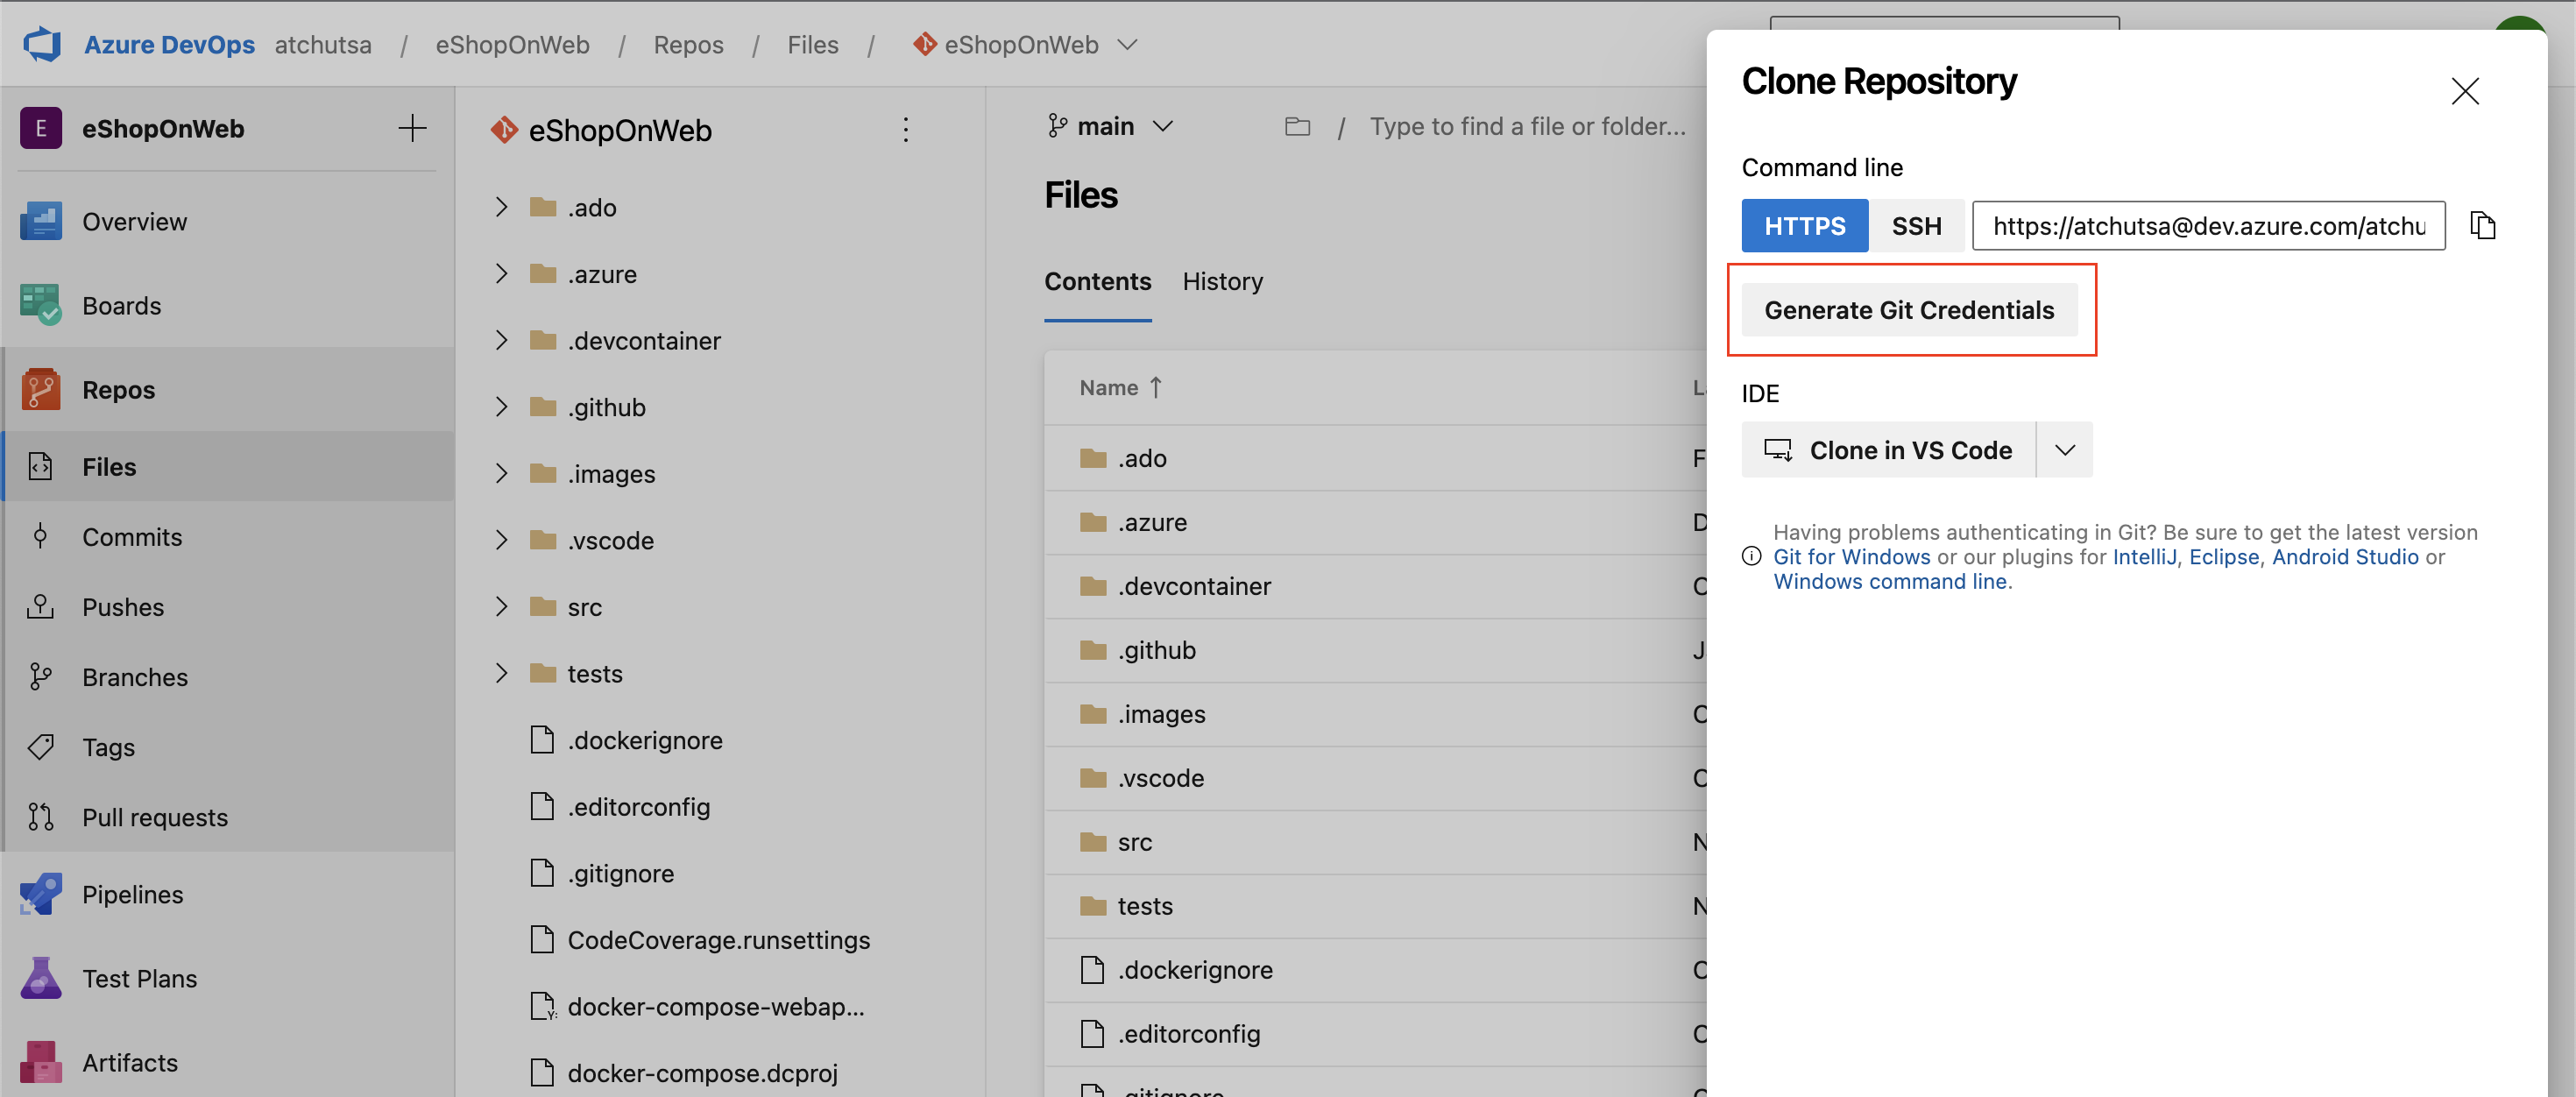 Azure DevOps atchutsa / eShopOnWeb / Repos / Files / eShopOnWeb
E eShopOnWeb
Overview
Boards
Repos
Files
Commits
Pushes
Branches
Tags
Pull requests
Pipelines
Test Plans
Artifacts
eShopOnWeb
.ado
.azure
.devcontainer
.github
.images
.vscode
src
tests
.dockerignore
.editorconfig
.gitignore
CodeCoverage.runsettings
docker-compose-webap...
docker-compose.dcproj
main / Type to find a file or folder...
Files
Contents History
Name ↑
.ado
.azure
.devcontainer
.github
.images
.vscode
src
tests
.dockerignore
.editorconfig
.gitignore
Clone Repository
Command line
HTTPS SSH https://atchutsa@dev.azure.com/atchu
Generate Git Credentials
IDE
Clone in VS Code
Having problems authenticating in Git? Be sure to get the latest version
Git for Windows or our plugins for IntelliJ, Eclipse, Android Studio or
Windows command line.